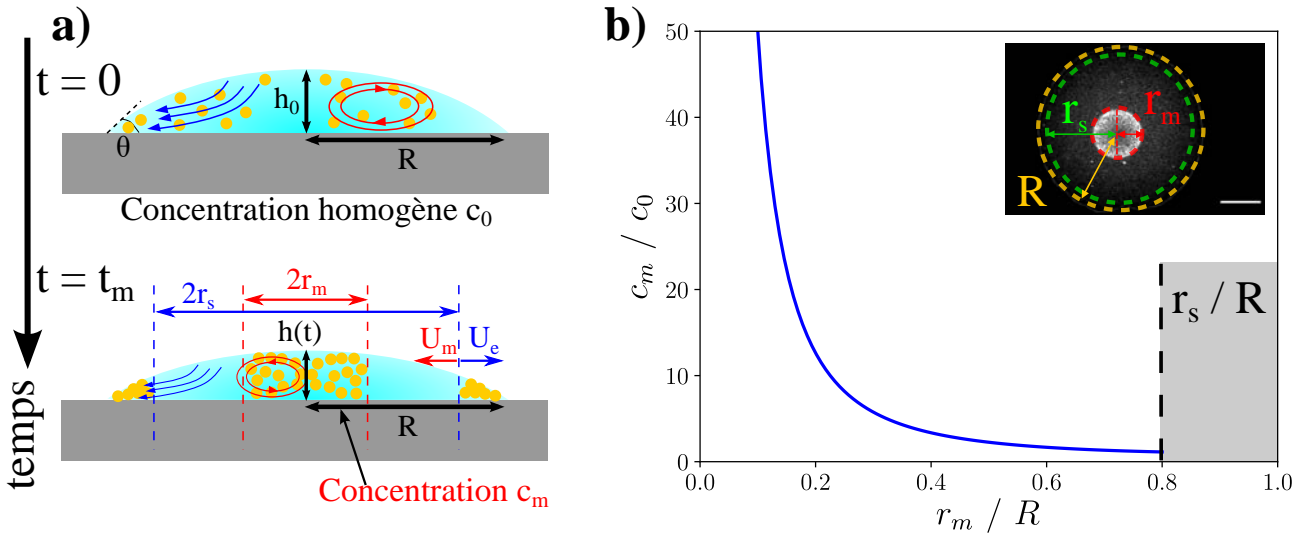 a)
t = 0
h₀
θ
R
Concentration homogène c₀
t = tₘ
2rₛ
2rₘ
h(t)
Uₘ
Uₑ
R
Concentration cₘ
temps
b)
cₘ / c₀
50
40
30
20
10
0
0.0
0.2
0.4
0.6
0.8
1.0
rₘ / R
rₛ / R
rₛ
rₘ
R